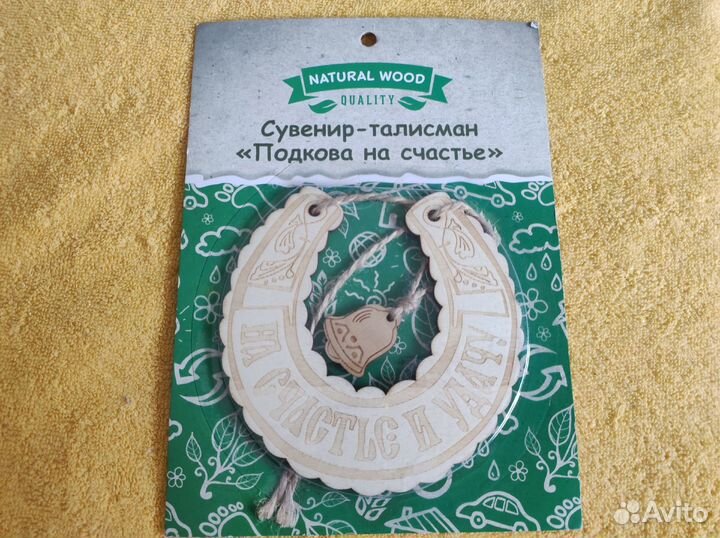 NATURAL WOOD
QUALITY
Сувенир-талисман
«Подкова на счастье»
НА СЧАСТЬЕ И УДАЧУ
Avito